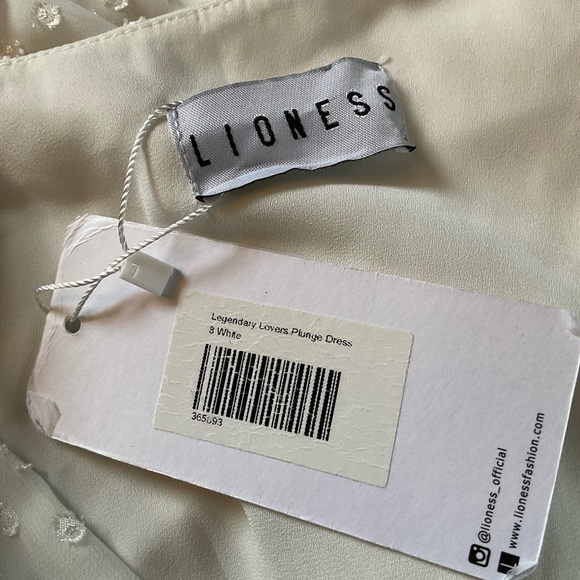 LIONESS
Legendary Lovers Plunge Dress
8 White
365093
@lioness_official
www.lionessfashion.com